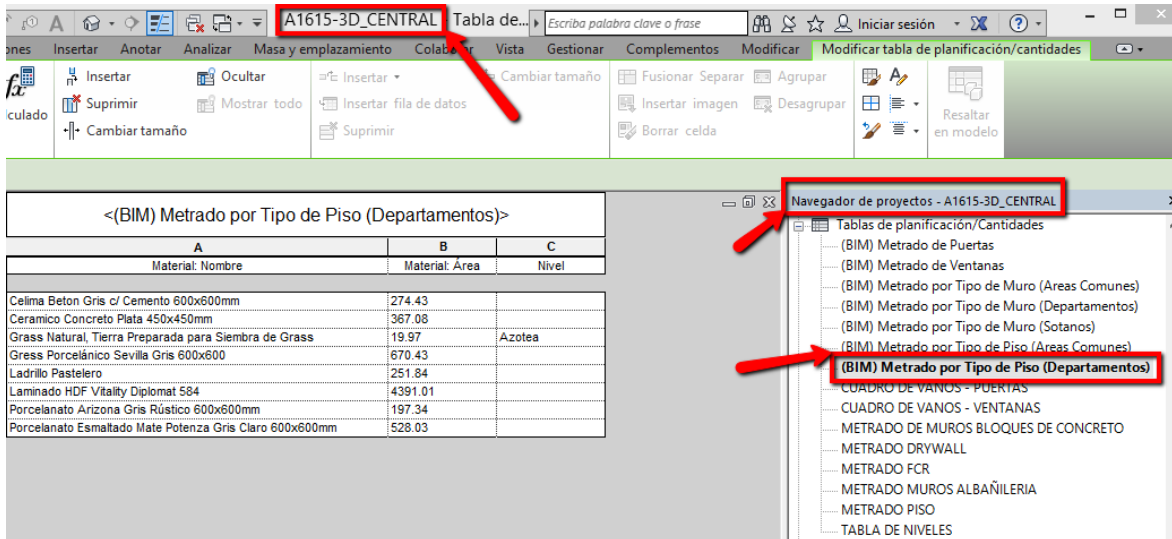 A1615-3D_CENTRAL - Tabla de...
Escriba palabra clave o frase
Iniciar sesión
ones Insertar Anotar Analizar Masa y emplazamiento Colaborar Vista Gestionar Complementos Modificar Modificar tabla de planificación/cantidades
Insertar Ocultar Insertar Cambiar tamaño Fusionar Separar Agrupar
lculado Suprimir Mostrar todo Insertar fila de datos Insertar imagen Desagrupar Resaltar
Cambiar tamaño Suprimir Borrar celda en modelo
<(BIM) Metrado por Tipo de Piso (Departamentos)>
A B C
Material: Nombre Material: Área Nivel
Celima Beton Gris c/ Cemento 600x600mm 274.43
Ceramico Concreto Plata 450x450mm 367.08
Grass Natural, Tierra Preparada para Siembra de Grass 19.97 Azotea
Gress Porcelánico Sevilla Gris 600x600 670.43
Ladrillo Pastelero 251.84
Laminado HDF Vitality Diplomat 584 4391.01
Porcelanato Arizona Gris Rústico 600x600mm 197.34
Porcelanato Esmaltado Mate Potenza Gris Claro 600x600mm 528.03
Navegador de proyectos - A1615-3D_CENTRAL
Tablas de planificación/Cantidades
(BIM) Metrado de Puertas
(BIM) Metrado de Ventanas
(BIM) Metrado por Tipo de Muro (Areas Comunes)
(BIM) Metrado por Tipo de Muro (Departamentos)
(BIM) Metrado por Tipo de Muro (Sotanos)
(BIM) Metrado por Tipo de Piso (Areas Comunes)
(BIM) Metrado por Tipo de Piso (Departamentos)
CUADRO DE VANOS - PUERTAS
CUADRO DE VANOS - VENTANAS
METRADO DE MUROS BLOQUES DE CONCRETO
METRADO DRYWALL
METRADO FCR
METRADO MUROS ALBAÑILERIA
METRADO PISO
TABLA DE NIVELES